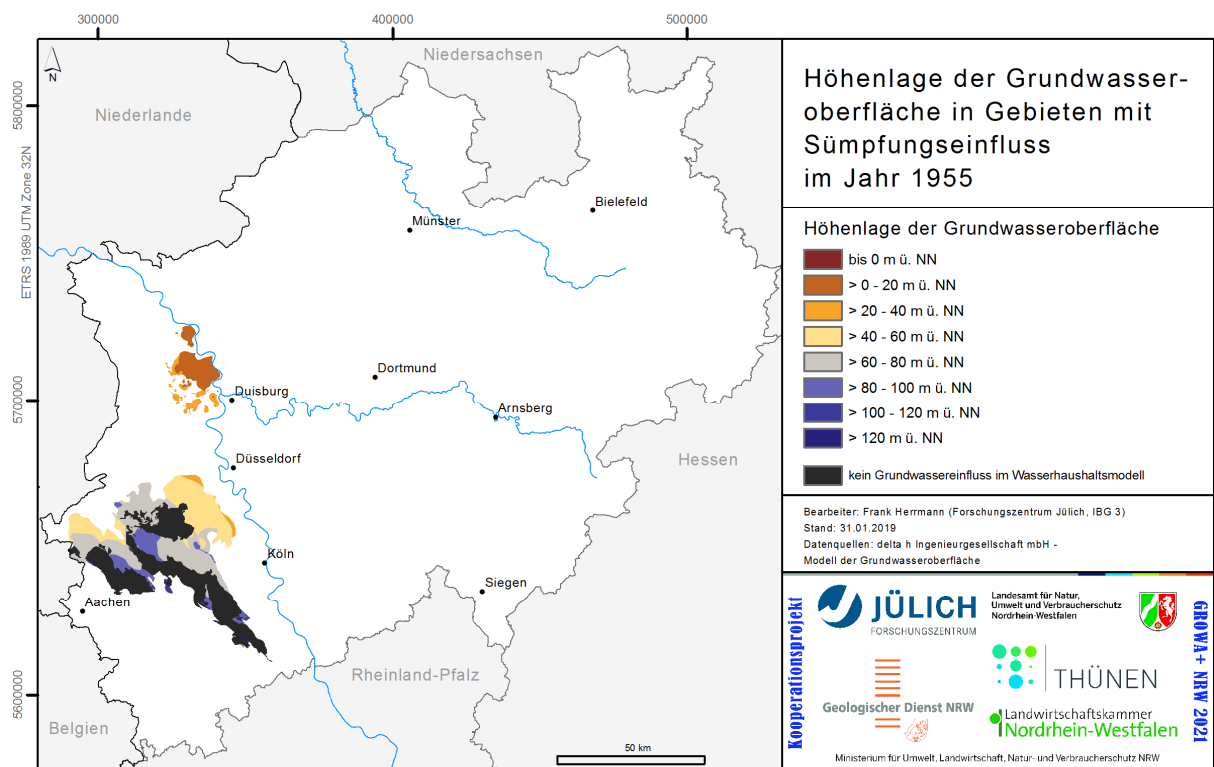 300000
400000
500000
5800000
5700000
5600000
ETRS 1989 UTM Zone 32N
N
Niedersachsen
Niederlande
Bielefeld
Münster
Dortmund
Duisburg
Arnsberg
Düsseldorf
Hessen
Köln
Siegen
Aachen
Rheinland-Pfalz
Belgien
50 km
Höhenlage der Grundwasser-
oberfläche in Gebieten mit
Sümpfungseinfluss
im Jahr 1955
Höhenlage der Grundwasseroberfläche
bis 0 m ü. NN
> 0 - 20 m ü. NN
> 20 - 40 m ü. NN
> 40 - 60 m ü. NN
> 60 - 80 m ü. NN
> 80 - 100 m ü. NN
> 100 - 120 m ü. NN
> 120 m ü. NN
kein Grundwassereinfluss im Wasserhaushaltsmodell
Bearbeiter: Frank Herrmann (Forschungszentrum Jülich, IBG 3)
Stand: 31.01.2019
Datenquellen: delta h Ingenieurgesellschaft mbH -
Modell der Grundwasseroberfläche
Kooperationsprojekt
JÜLICH
FORSCHUNGSZENTRUM
Landesamt für Natur,
Umwelt und Verbraucherschutz
Nordrhein-Westfalen
GROWA+ NRW 2021
THÜNEN
Geologischer Dienst NRW
Landwirtschaftskammer
Nordrhein-Westfalen
Ministerium für Umwelt, Landwirtschaft, Natur- und Verbraucherschutz NRW